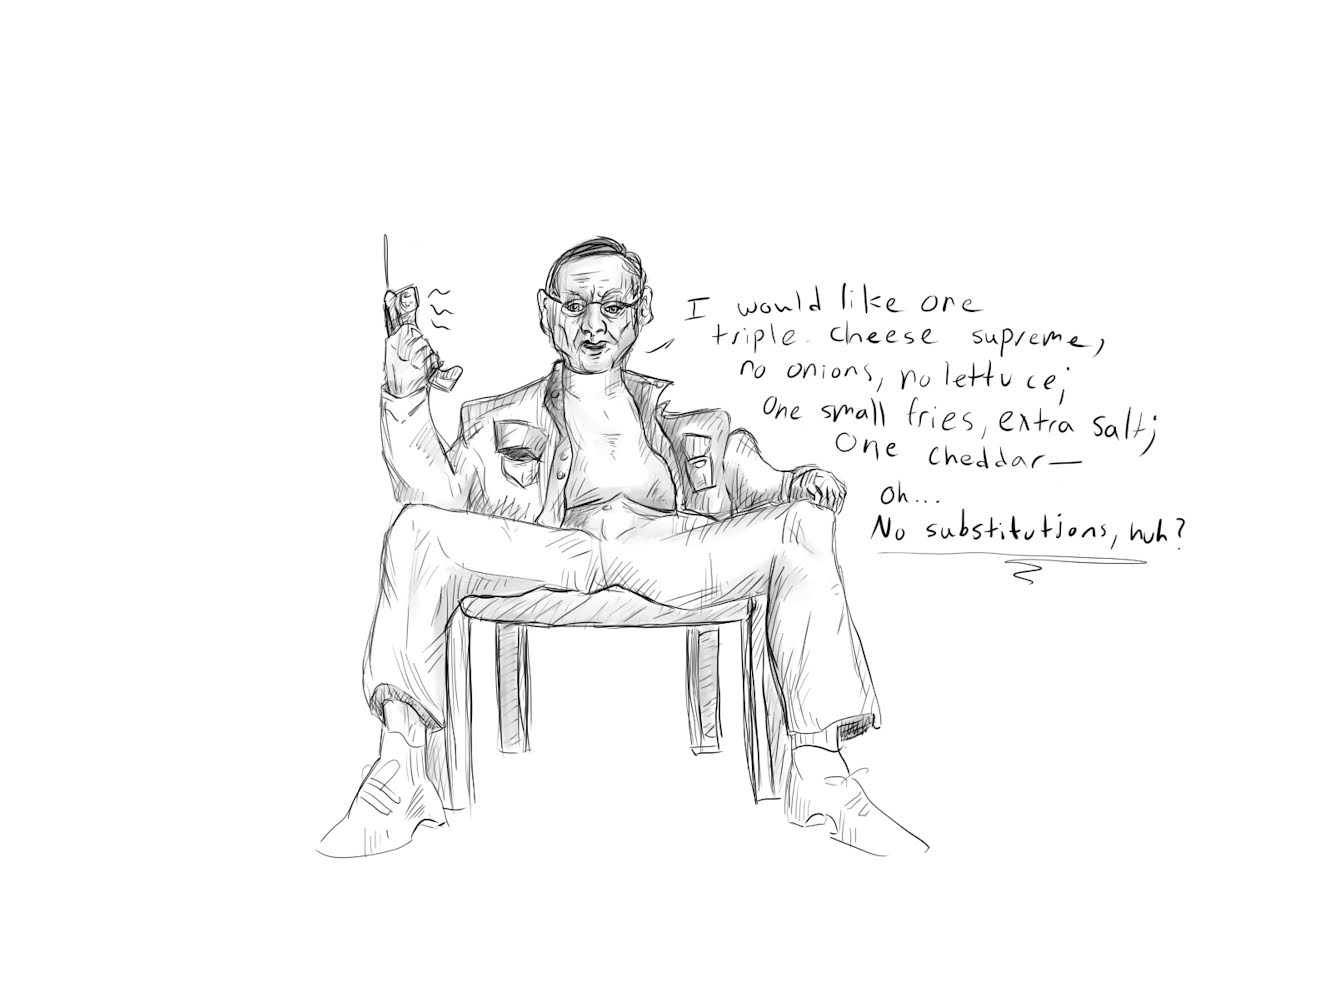 I would like one
triple cheese supreme,
no onions, no lettuce;
One small fries, extra salt;
One cheddar—
Oh...
No substitutions, huh?